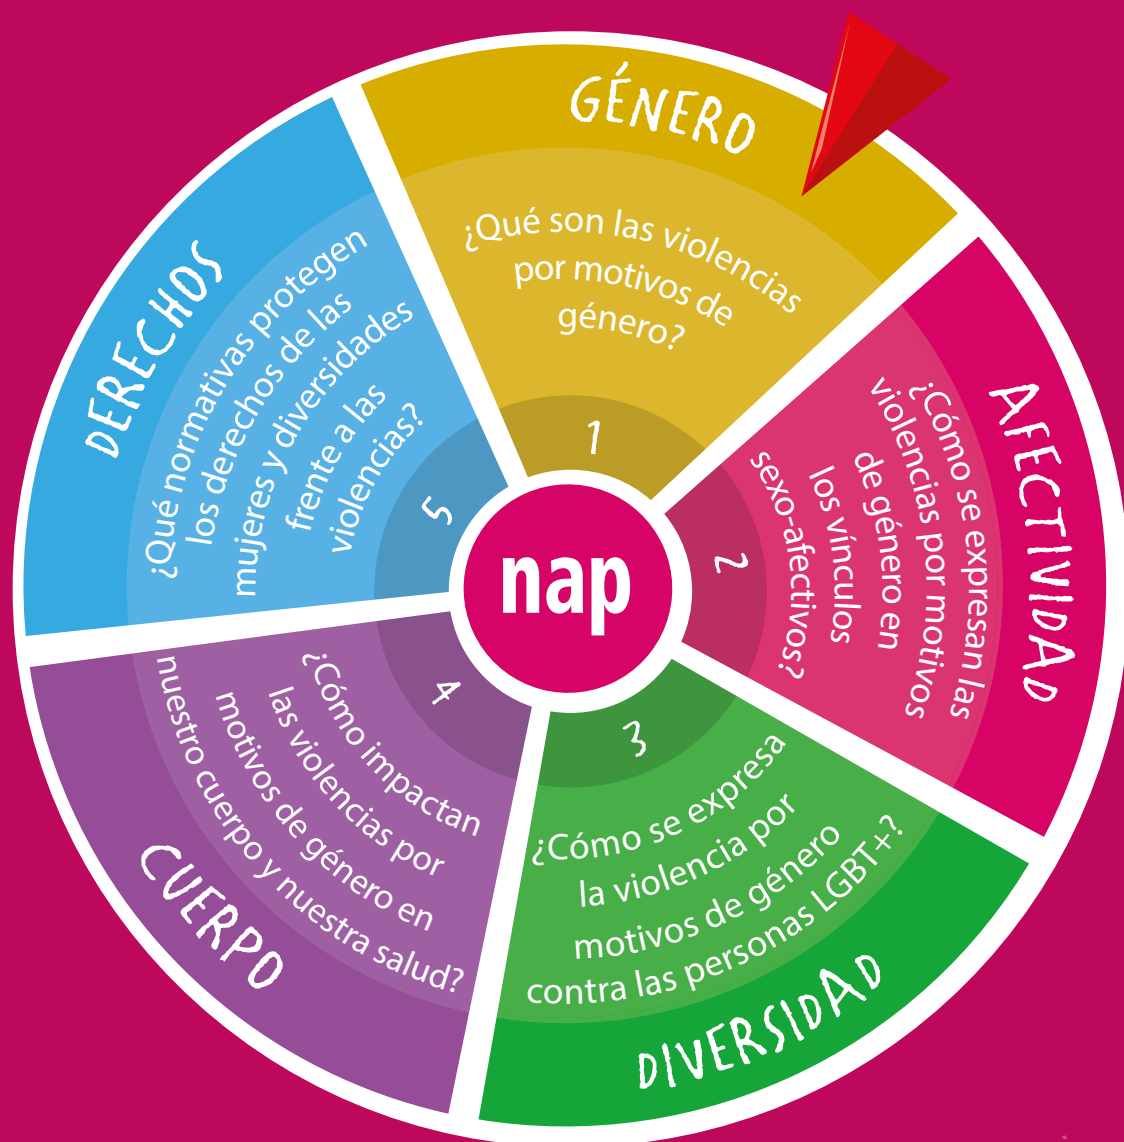 GÉNERO
¿Qué son las violencias
por motivos de
género?
1
AFECTIVIDAD
¿Cómo se expresan las
violencias por motivos
de género en
los vínculos
sexo-afectivos?
2
3
¿Cómo se expresa
la violencia por
motivos de género
contra las personas LGBT+?
DIVERSIDAD
4
¿Cómo impactan
las violencias por
motivos de género en
nuestro cuerpo y nuestra salud?
CUERPO
DERECHOS
¿Qué normativas protegen
los derechos de las
mujeres y diversidades
frente a las
violencias?
5
nap